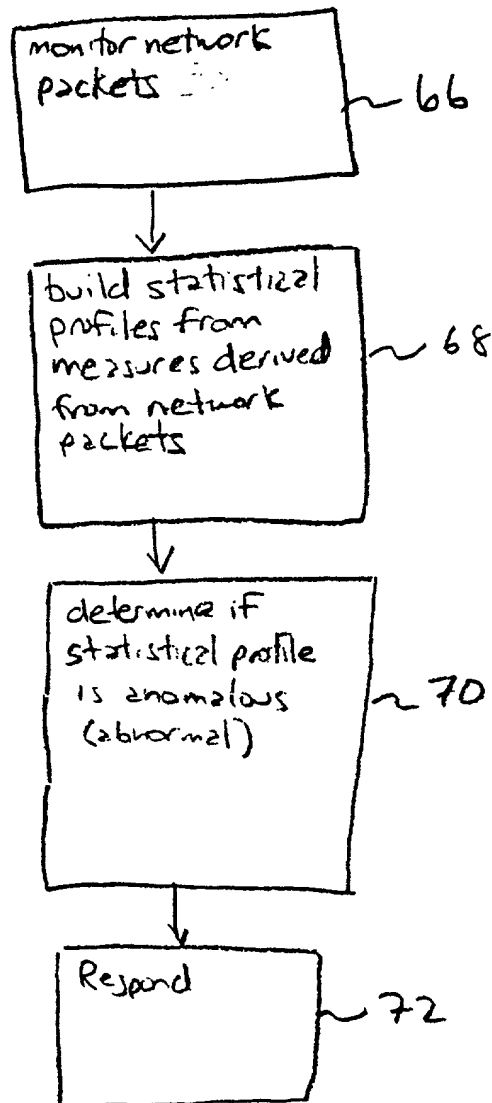 monitor network
packets
66
build statistical
profiles from
measures derived
from network
packets
68
determine if
statistical profile
is anomalous
(abnormal)
70
Respond
72